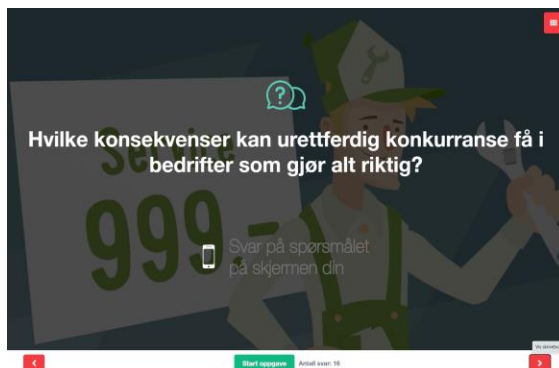 Hvilke konsekvenser kan urettferdig konkurranse få i
bedrifter som gjør alt riktig?
Service
999.-
Svar på spørsmålet
på skjermen din
Start oppgave
Antall svar: 16